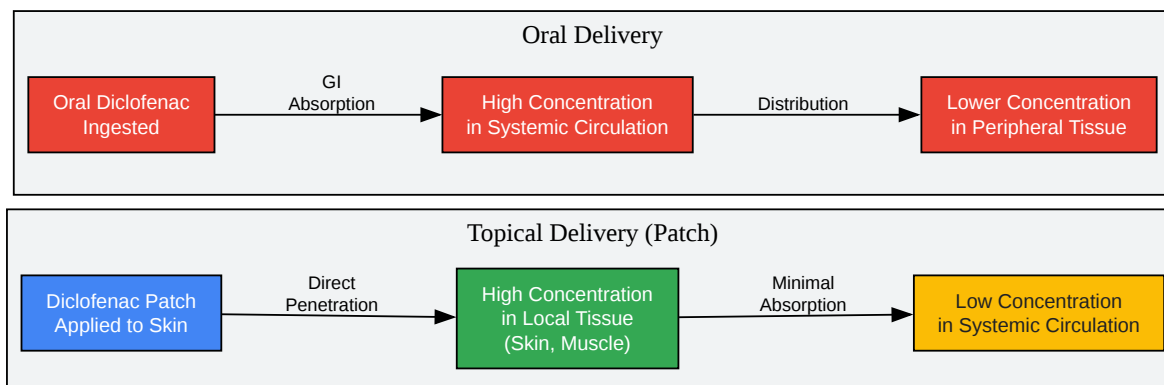 Oral Delivery
Oral Diclofenac
Ingested
GI
Absorption
High Concentration
in Systemic Circulation
Distribution
Lower Concentration
in Peripheral Tissue
Topical Delivery (Patch)
Diclofenac Patch
Applied to Skin
Direct
Penetration
High Concentration
in Local Tissue
(Skin, Muscle)
Minimal
Absorption
Low Concentration
in Systemic Circulation